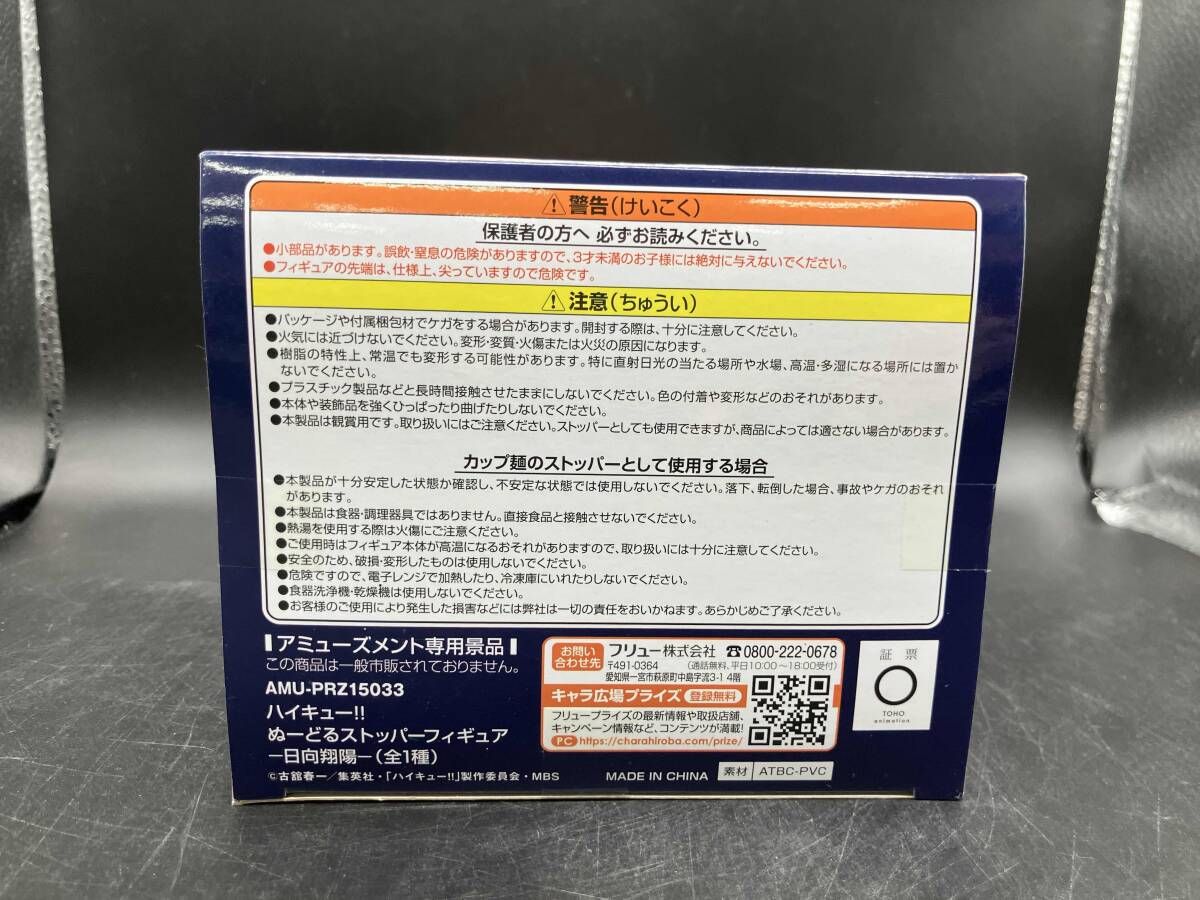 ⚠警告(けいこく)
保護者の方へ 必ずお読みください。
●小部品があります。誤飲・窒息の危険がありますので、3才未満のお子様には絶対に与えないでください。
●フィギュアの先端は、仕様上、尖っていますので危険です。
⚠注意(ちゅうい)
●パッケージや付属梱包材でケガをする場合があります。開封する際は、十分に注意してください。
●火気には近づけないでください。変形・変質・火傷または火災の原因になります。
●樹脂の特性上、常温でも変形する可能性があります。特に直射日光の当たる場所や水場、高温・多湿になる場所には置か
ないでください。
●プラスチック製品などと長時間接触させたままにしないでください。色の付着や変形などのおそれがあります。
●本体や装飾品を強くひっぱったり曲げたりしないでください。
●本製品は観賞用です。取り扱いにはご注意ください。ストッパーとしても使用できますが、商品によっては適さない場合があります。
カップ麺のストッパーとして使用する場合
●本製品が十分安定した状態か確認し、不安定な状態では使用しないでください。落下、転倒した場合、事故やケガのおそれ
があります。
●本製品は食器・調理器具ではありません。直接食品と接触させないでください。
●熱湯を使用する際は火傷にご注意ください。
●ご使用時はフィギュア本体が高温になるおそれがありますので、取り扱いには十分に注意してください。
●安全のため、破損・変形したものは使用しないでください。
●危険ですので、電子レンジで加熱したり、冷凍庫にいれたりしないでください。
●食器洗浄機・乾燥機は使用しないでください。
●お客様のご使用により発生した損害などには弊社は一切の責任をおいかねます。あらかじめご了承ください。
アミューズメント専用景品
この商品は一般市販されておりません。
AMU-PRZ15033
ハイキュー!!
ぬーどるストッパーフィギュア
ー日向翔陽ー(全1種)
©古舘春一/集英社・「ハイキュー!!」製作委員会・MBS
お問い
合わせ先
フリュー株式会社 ☎0800-222-0678
〒491-0364 (通話無料、平日10:00〜18:00受付)
愛知県一宮市萩原町中島字流3-1 4階
キャラ広場プライズ 登録無料
フリュープライズの最新情報や取扱店舗、
キャンペーン情報など、コンテンツが満載!
PC https://charahiroba.com/prize/
MADE IN CHINA 素材 ATBC-PVC
証票
TOHO
animation